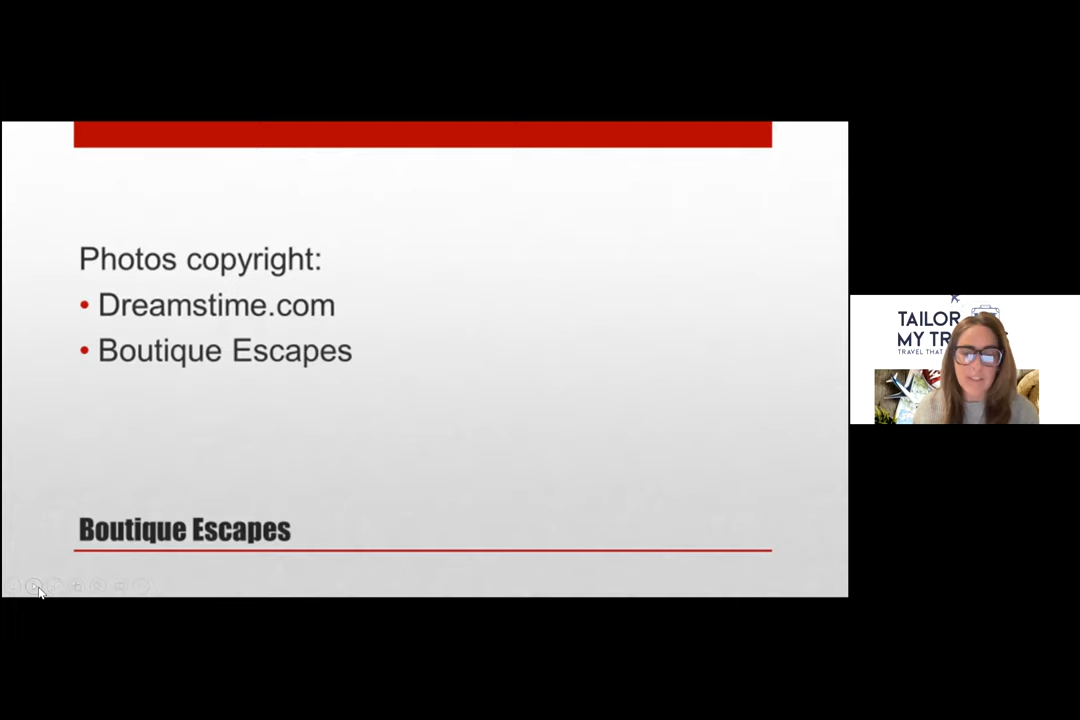 Photos copyright:
• Dreamstime.com
• Boutique Escapes
Boutique Escapes
TAILOR
MY TR
TRAVEL THAT